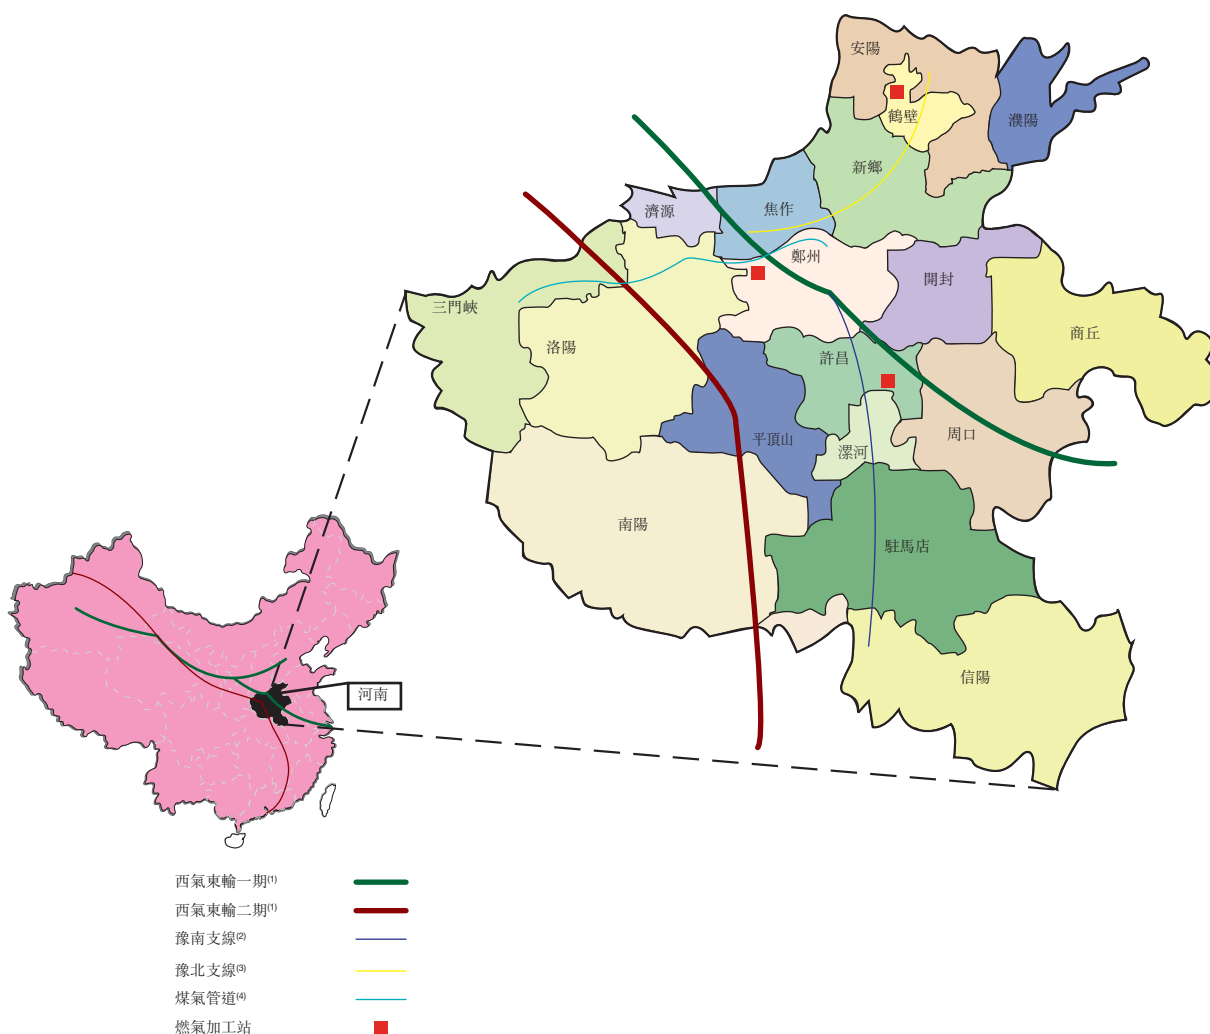 安陽
鶴壁
濮陽
新鄉
濟源
焦作
鄭州
開封
三門峽
洛陽
許昌
商丘
平頂山
漯河
周口
南陽
駐馬店
信陽
河南
西氣東輸一期(1)
西氣東輸二期(1)
豫南支線(2)
豫北支線(3)
煤氣管道(4)
燃氣加工站